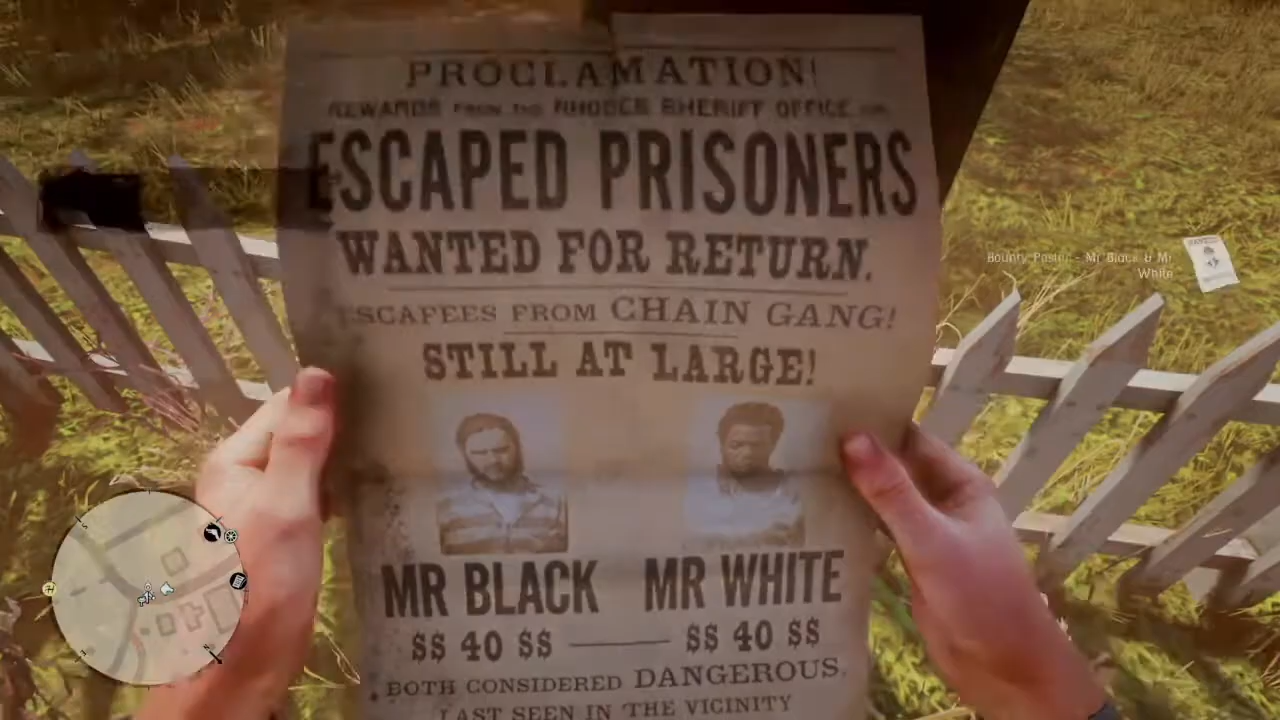 PROCLAMATION!
REWARDS FROM THE RHODES SHERIFF OFFICE FOR
ESCAPED PRISONERS
WANTED FOR RETURN.
ESCAPEES FROM CHAIN GANG!
STILL AT LARGE!
MR BLACK MR WHITE
$$ 40 $$ $$ 40 $$
BOTH CONSIDERED DANGEROUS.
LAST SEEN IN THE VICINITY
Bounty Poster - Mr Black & Mr
White